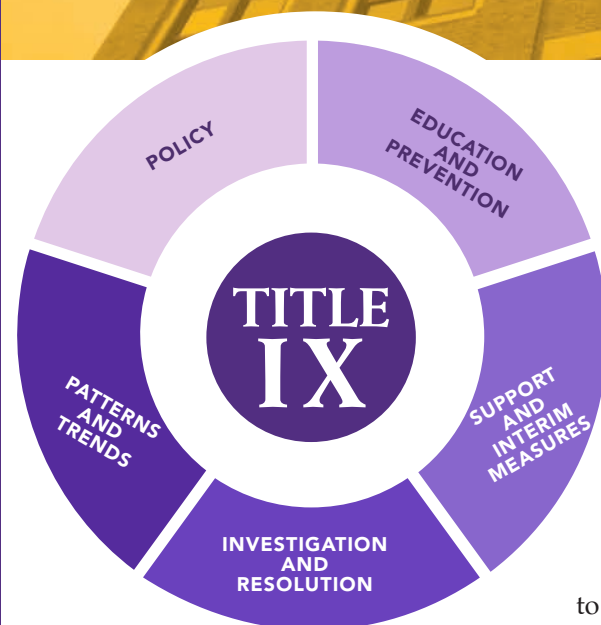 POLICY
EDUCATION
AND
PREVENTION
SUPPORT
AND
INTERIM
MEASURES
INVESTIGATION
AND
RESOLUTION
PATTERNS
AND
TRENDS
TITLE
IX
to